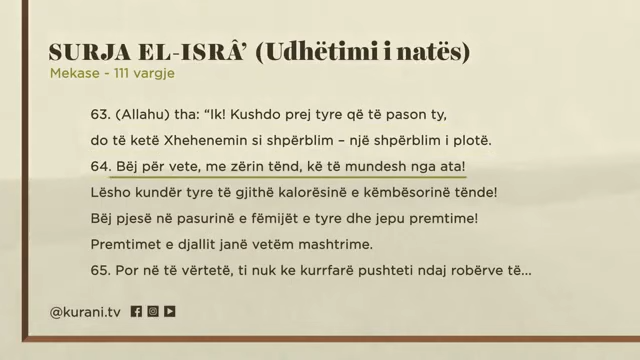 SURJA EL-ISRÂ’ (Udhëtimi i natës)
Mekase - 111 vargje
63. (Allahu) tha: “Ik! Kushdo prej tyre që të pason ty,
do të ketë Xhehenemin si shpërblim – një shpërblim i plotë.
64. Bëj për vete, me zërin tënd, kë të mundesh nga ata!
Lësho kundër tyre të gjithë kalorësinë e këmbësorinë tënde!
Bëj pjesë në pasurinë e fëmijët e tyre dhe jepu premtime!
Premtimet e djallit janë vetëm mashtrime.
65. Por në të vërtetë, ti nuk ke kurrfarë pushteti ndaj robërve të...
@kurani.tv